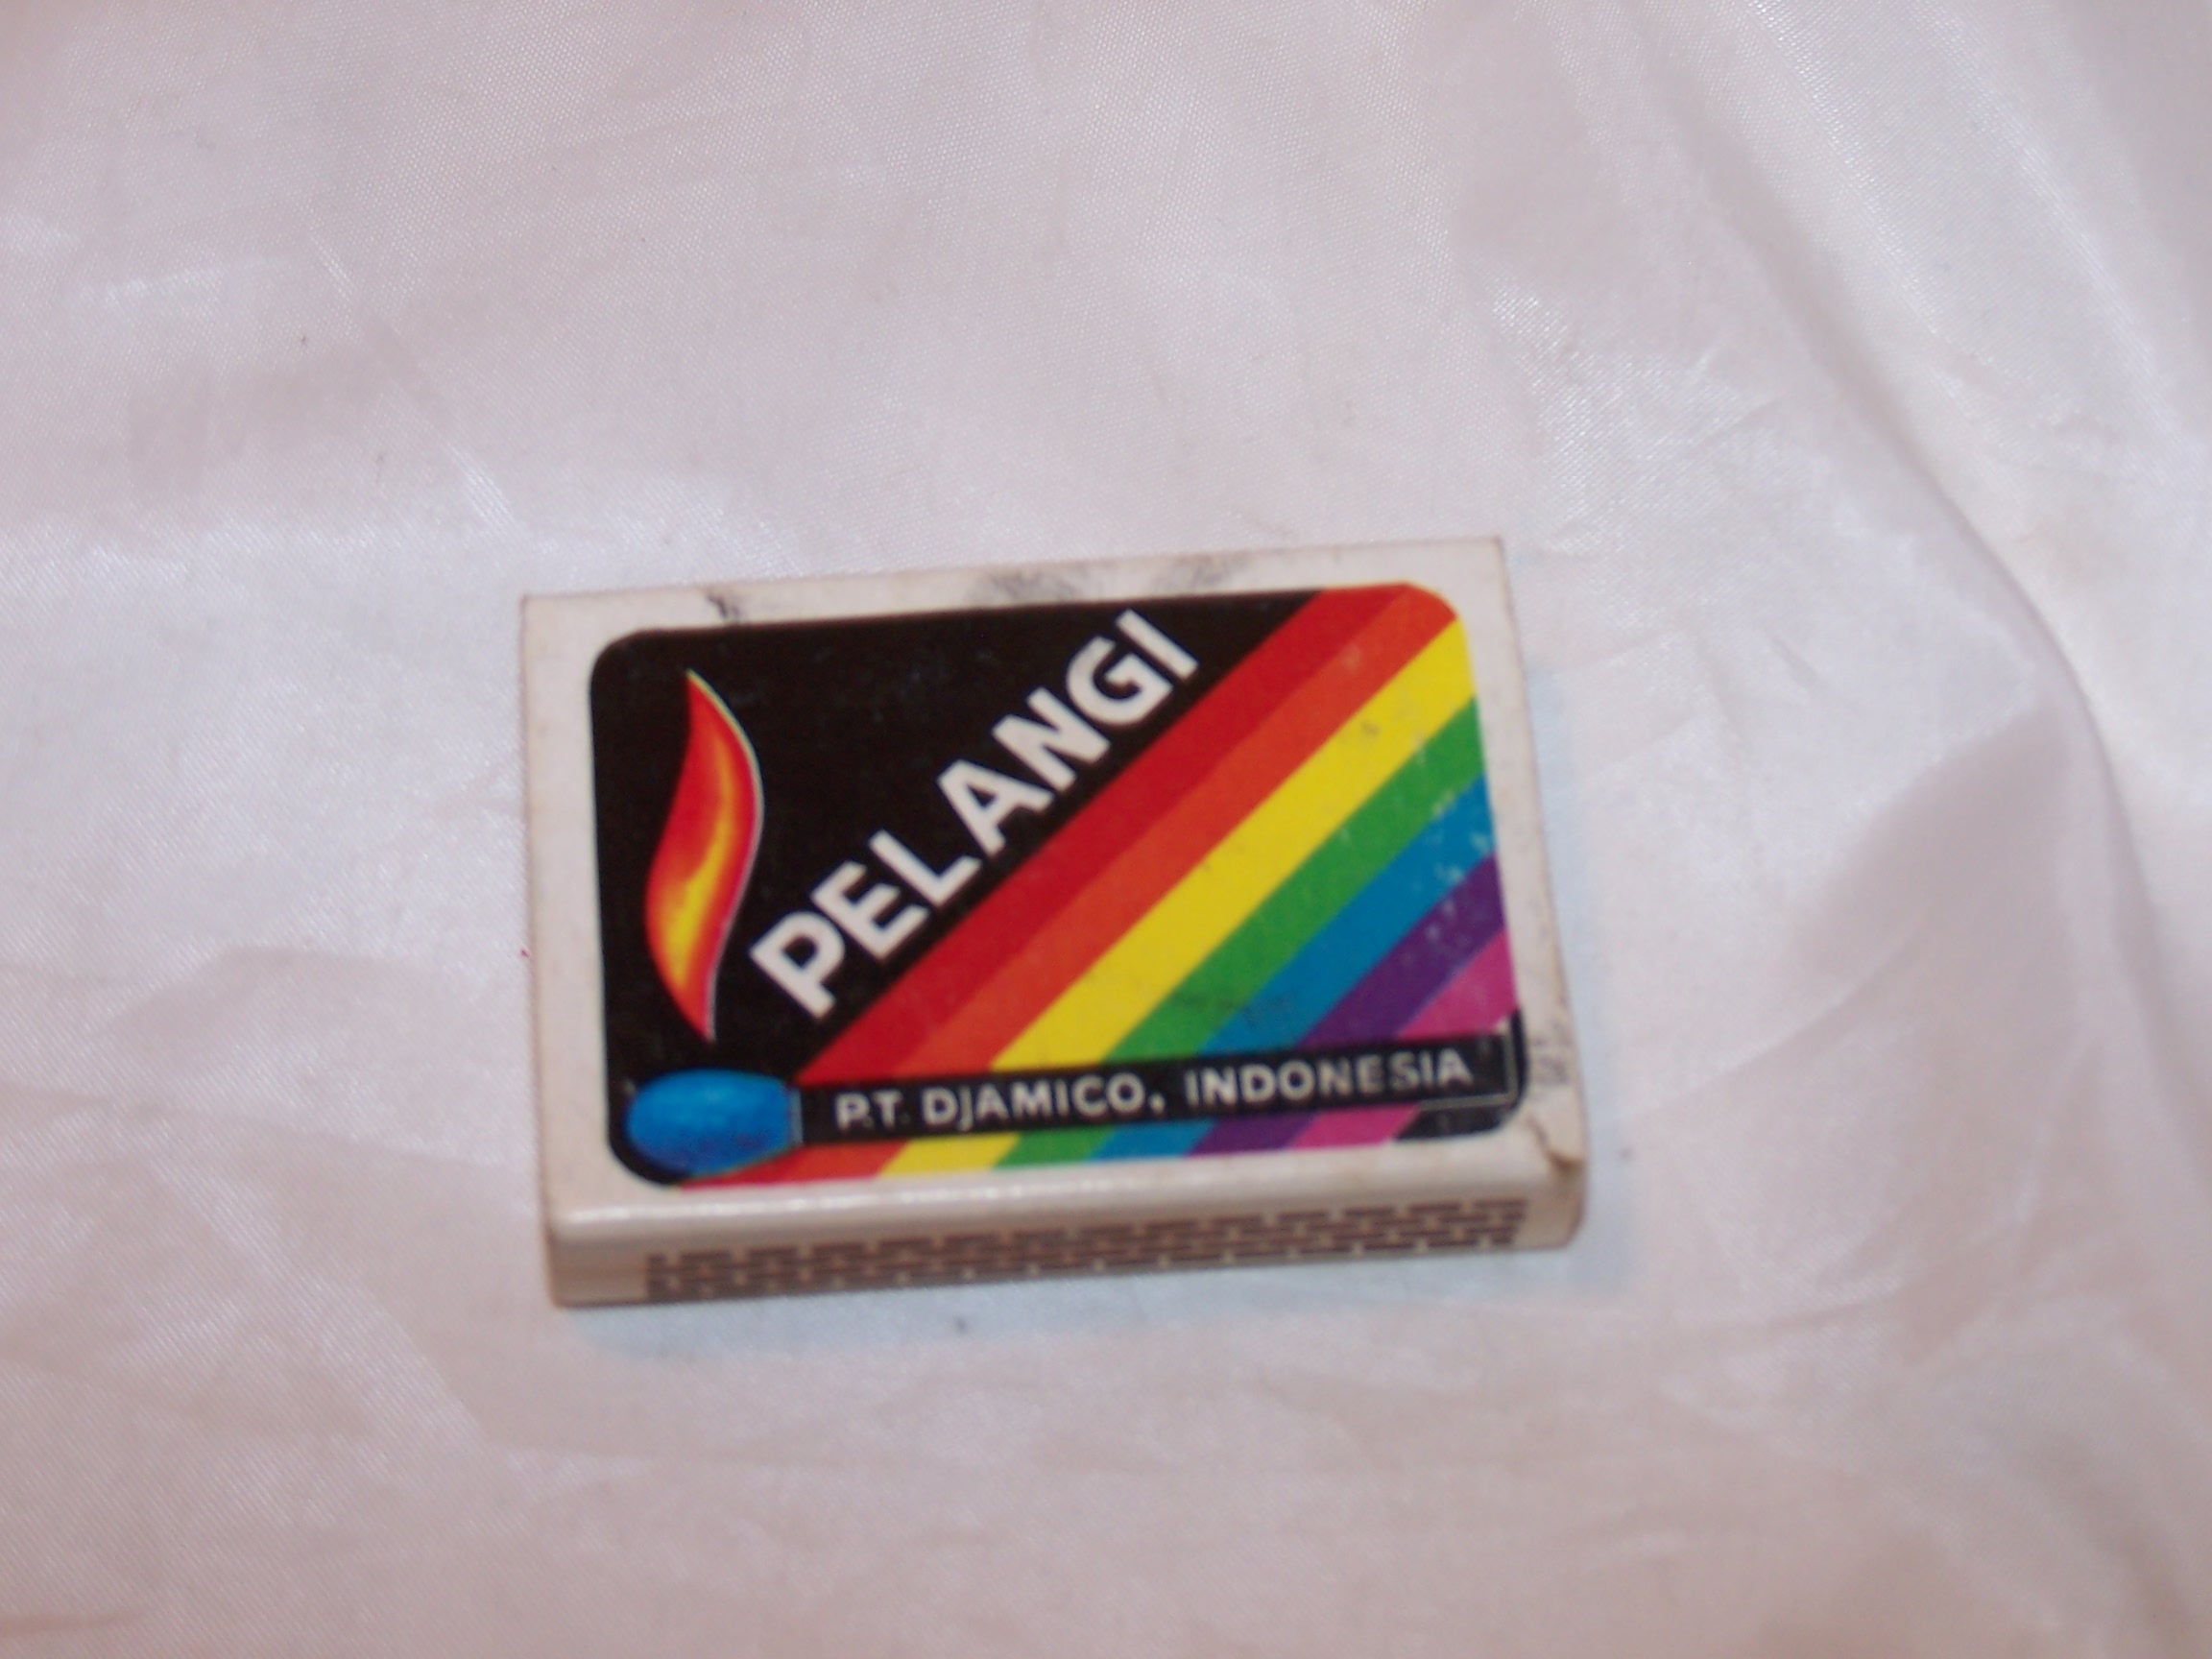 PELANGI
P.T. DJAMICO, INDONESIA